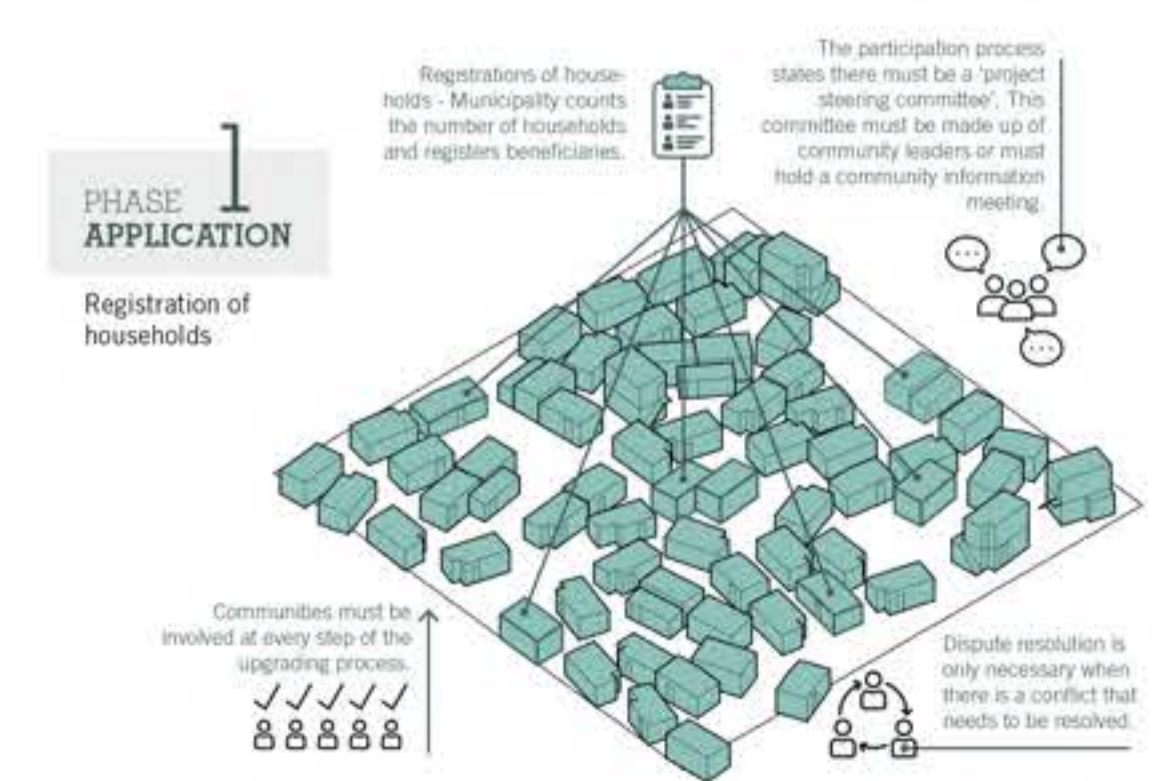 PHASE 1
APPLICATION
Registration of
households
Registrations of house-
holds - Municipality counts
the number of households
and registers beneficiaries.
The participation process
states there must be a 'project
steering committee'. This
committee must be made up of
community leaders or must
hold a community information
meeting.
Communities must be
involved at every step of the
upgrading process.
Dispute resolution is
only necessary when
there is a conflict that
needs to be resolved.